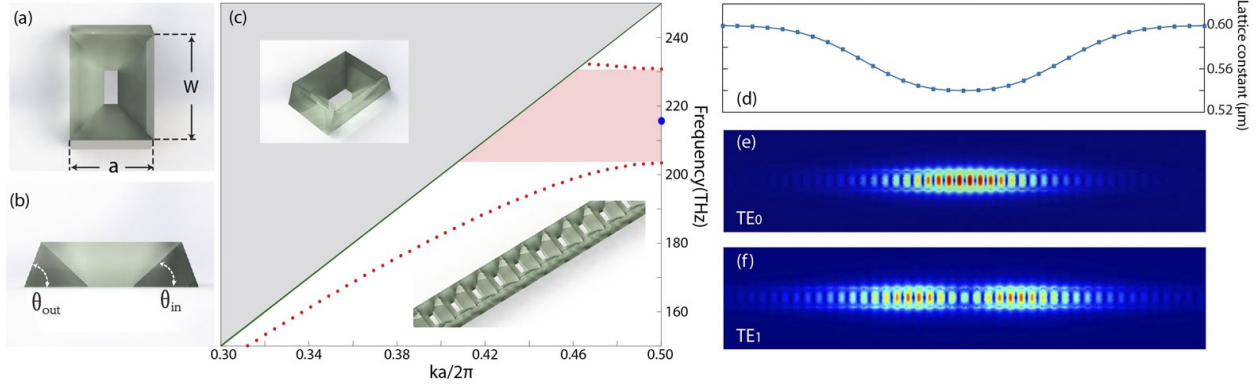 (a)
W
a
(b)
θout
θin
(c)
240
220
200
180
160
Frequency(THz)
0.30
0.34
0.38
0.42
0.46
0.50
ka/2π
(d)
0.60
0.56
0.52
Lattice constant (μm)
(e)
TE0
(f)
TE1